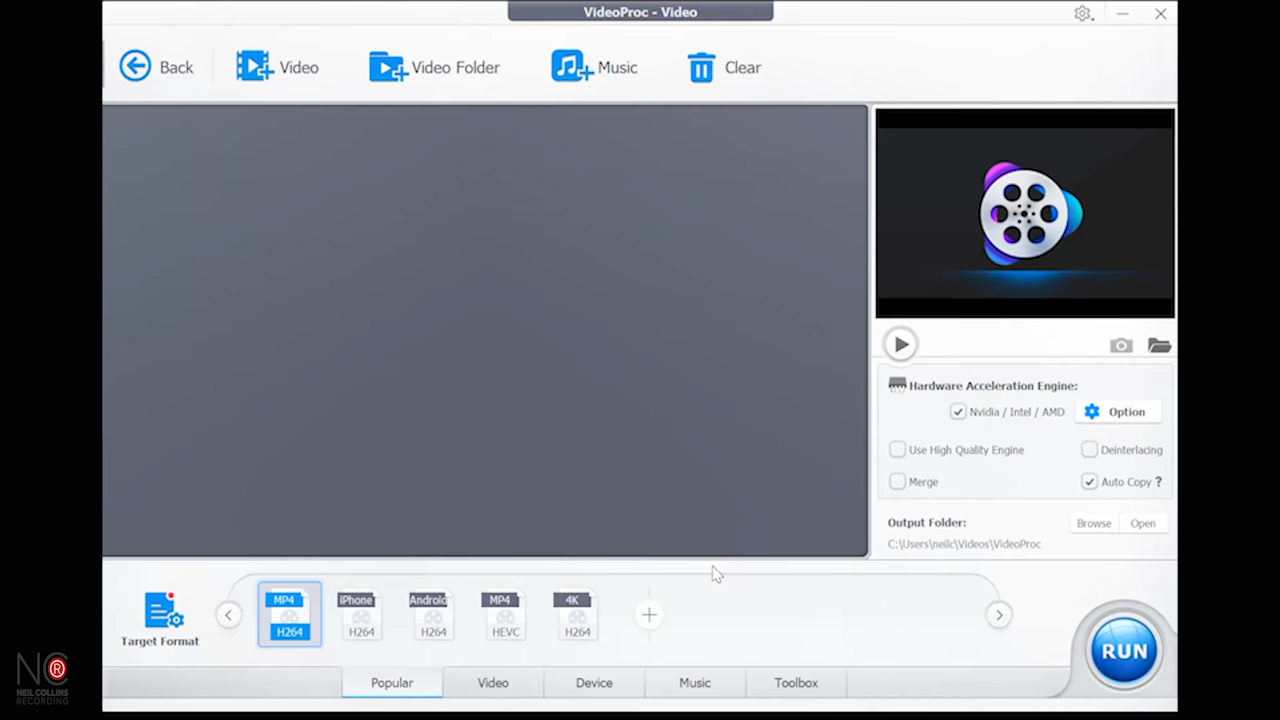 VideoProc - Video
Back
Video
Video Folder
Music
Clear
Hardware Acceleration Engine:
Nvidia / Intel / AMD
Option
Use High Quality Engine
Deinterlacing
Merge
Auto Copy ?
Output Folder:
Browse
Open
C:\Users\neilc\Videos\VideoProc
Target Format
MP4
H264
iPhone
H264
Android
H264
MP4
HEVC
4K
H264
RUN
Popular
Video
Device
Music
Toolbox
NC R
NEIL COLLINS
RECORDING